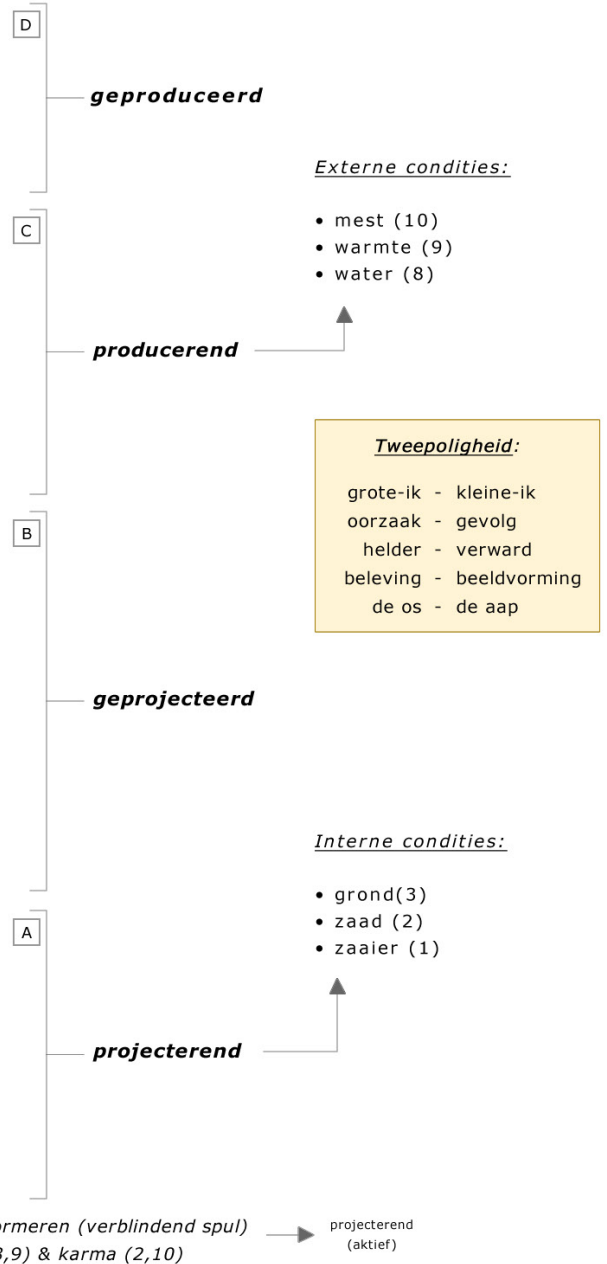 D
geproduceerd
Externe condities:
• mest (10)
• warmte (9)
• water (8)
C
producerend
Tweepoligheid:
grote-ik - kleine-ik
oorzaak - gevolg
helder - verward
beleving - beeldvorming
de os - de aap
B
geprojecteerd
Interne condities:
• grond(3)
• zaad (2)
• zaaier (1)
A
projecterend
ormeren (verblindend spul)
projecterend
(aktief)
,9) & karma (2,10)